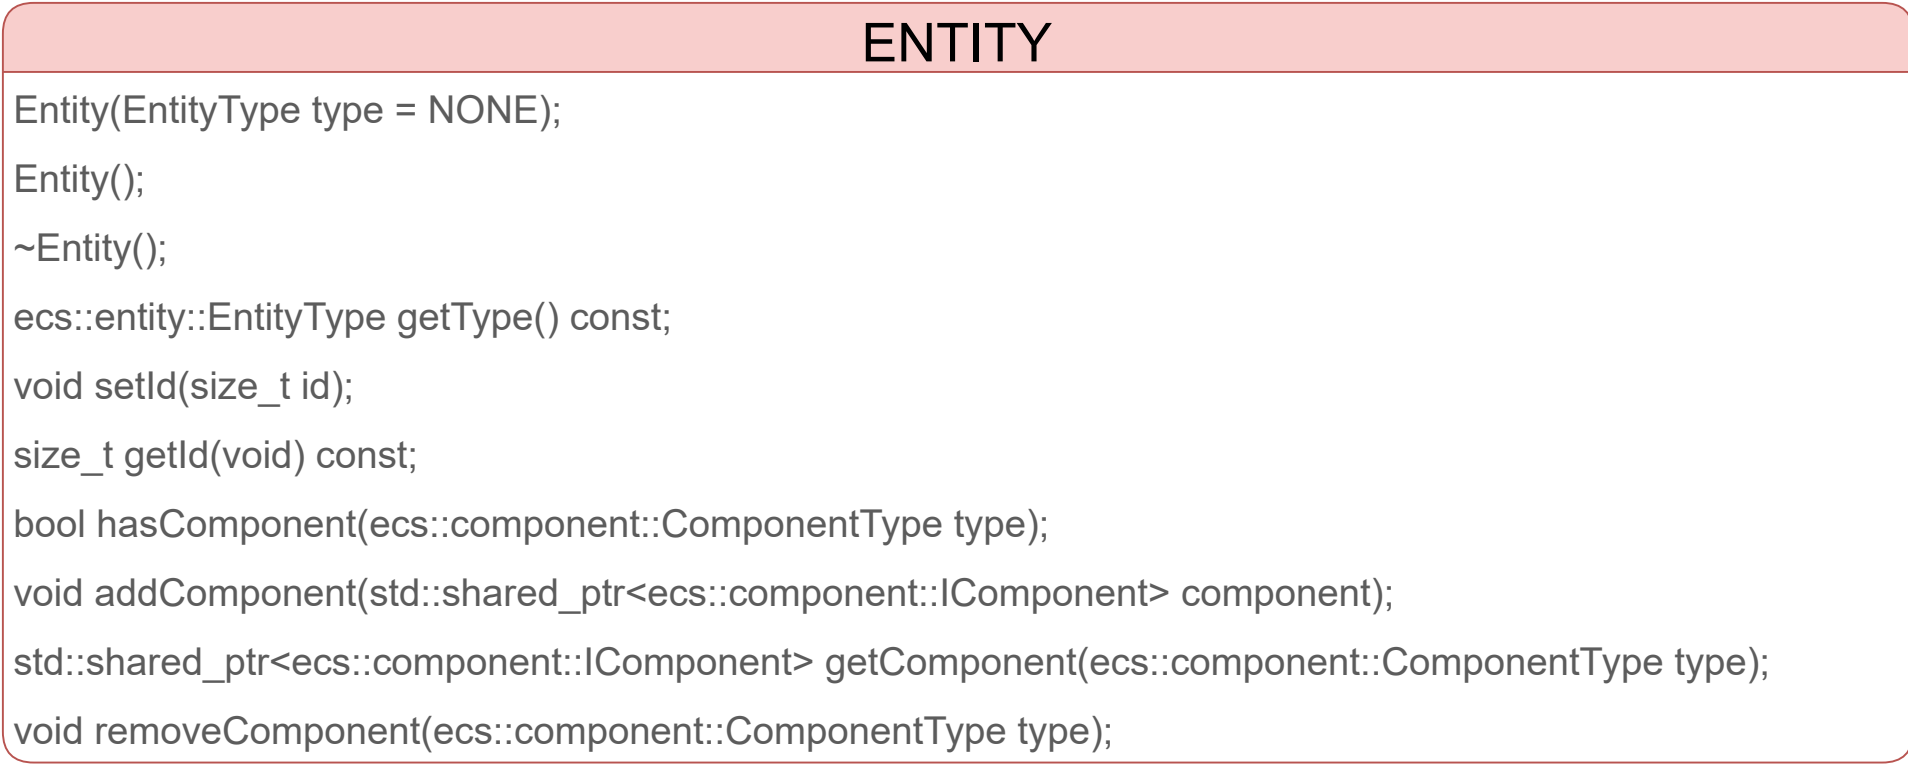 ENTITY
Entity(EntityType type = NONE);
Entity();
~Entity();
ecs::entity::EntityType getType() const;
void setId(size_t id);
size_t getId(void) const;
bool hasComponent(ecs::component::ComponentType type);
void addComponent(std::shared_ptr<ecs::component::IComponent> component);
std::shared_ptr<ecs::component::IComponent> getComponent(ecs::component::ComponentType type);
void removeComponent(ecs::component::ComponentType type);